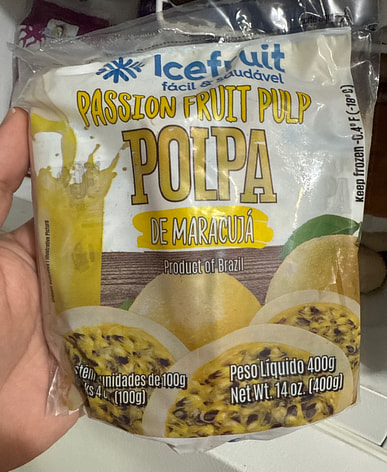 Icefruit
fácil & saudável
PASSION FRUIT PULP
POLPA
DE MARACUJÁ
Product of Brazil
Keep Frozen -0.4° F (-18°C)
unidades de 100g
(100g)
Peso Líquido 400g
Net Wt. 14 oz. (400g)